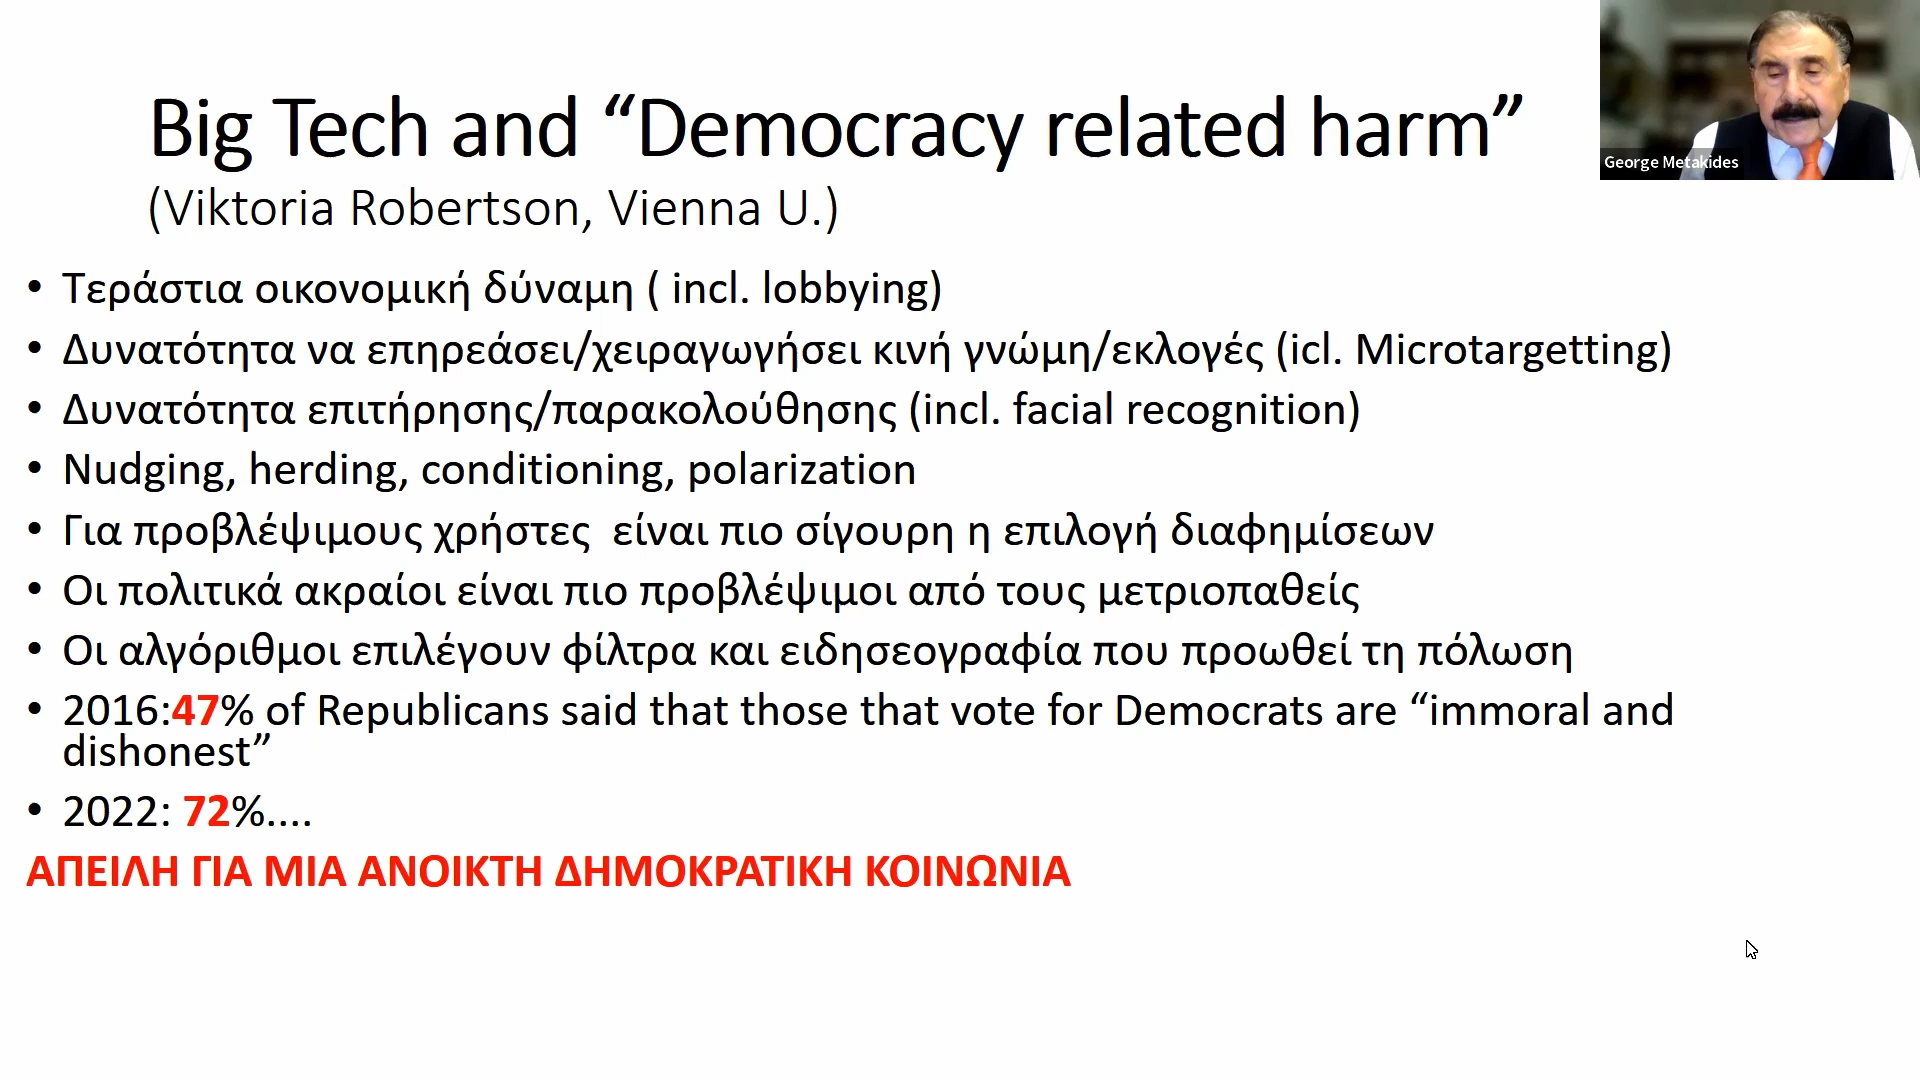 Big Tech and “Democracy related harm”
(Viktoria Robertson, Vienna U.)
George Metakides
• Τεράστια οικονομική δύναμη ( incl. lobbying)
• Δυνατότητα να επηρεάσει/χειραγωγήσει κινή γνώμη/εκλογές (icl. Microtargetting)
• Δυνατότητα επιτήρησης/παρακολούθησης (incl. facial recognition)
• Nudging, herding, conditioning, polarization
• Για προβλέψιμους χρήστες  είναι πιο σίγουρη η επιλογή διαφημίσεων
• Οι πολιτικά ακραίοι είναι πιο προβλέψιμοι από τους μετριοπαθείς
• Οι αλγόριθμοι επιλέγουν φίλτρα και ειδησεογραφία που προωθεί τη πόλωση
• 2016:47% of Republicans said that those that vote for Democrats are “immoral and
dishonest”
• 2022: 72%....
ΑΠΕΙΛΗ ΓΙΑ ΜΙΑ ΑΝΟΙΚΤΗ ΔΗΜΟΚΡΑΤΙΚΗ ΚΟΙΝΩΝΙΑ